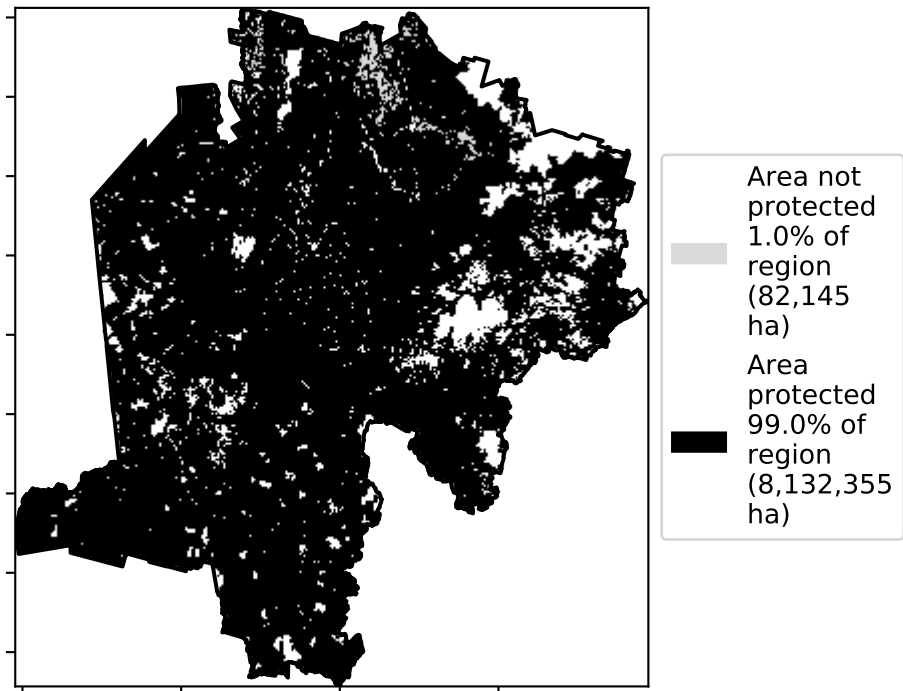 Area not
protected
1.0% of
region
(82,145
ha)
Area
protected
99.0% of
region
(8,132,355
ha)